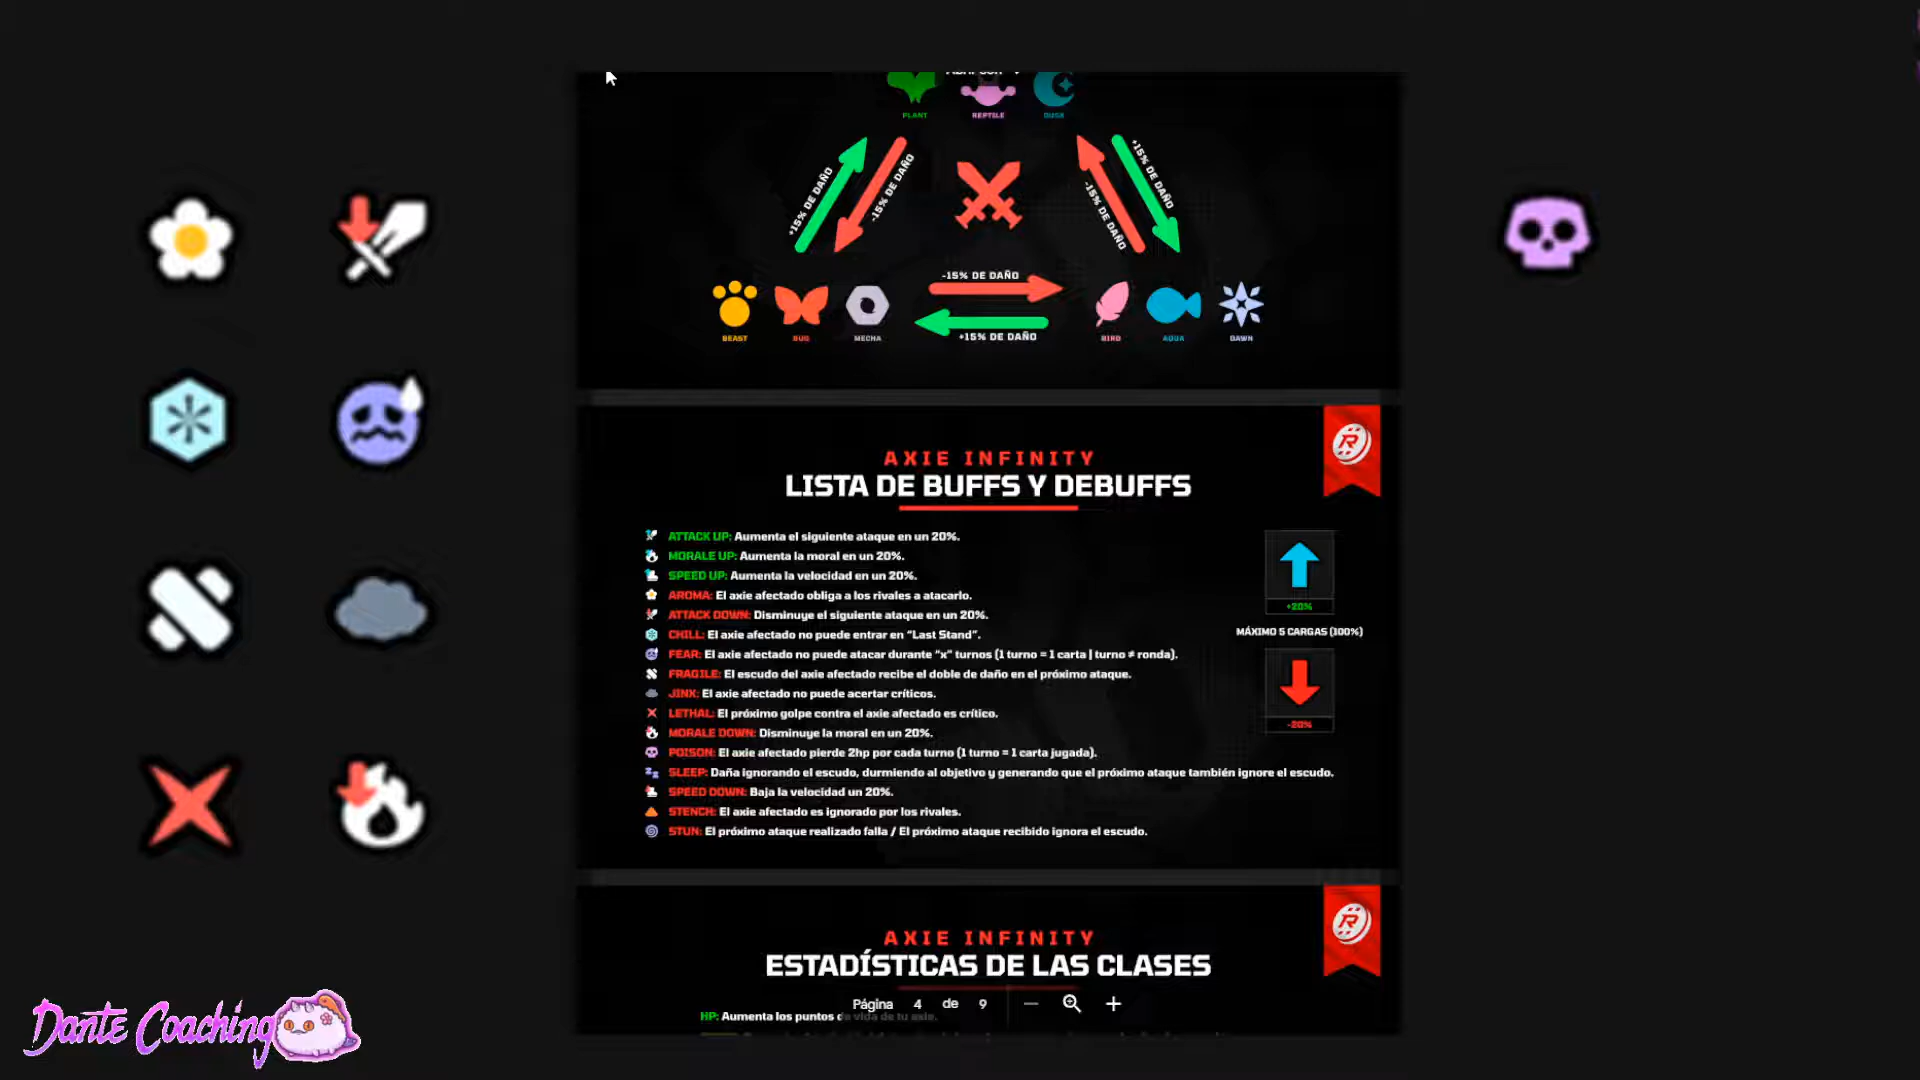 PLANT
REPTILE
DUSK
+15% DE DAÑO
-15% DE DAÑO
-15% DE DAÑO
+15% DE DAÑO
-15% DE DAÑO
+15% DE DAÑO
BEAST
BUG
MECHA
BIRD
AQUA
DAWN
AXIE INFINITY
LISTA DE BUFFS Y DEBUFFS
ATTACK UP: Aumenta el siguiente ataque en un 20%.
MORALE UP: Aumenta la moral en un 20%.
SPEED UP: Aumenta la velocidad en un 20%.
AROMA: El axie afectado obliga a los rivales a atacarlo.
ATTACK DOWN: Disminuye el siguiente ataque en un 20%.
CHILL: El axie afectado no puede entrar en “Last Stand”.
FEAR: El axie afectado no puede atacar durante “x” turnos (1 turno = 1 carta | turno ≠ ronda).
FRAGILE: El escudo del axie afectado recibe el doble de daño en el próximo ataque.
JINX: El axie afectado no puede acertar críticos.
LETHAL: El próximo golpe contra el axie afectado es crítico.
MORALE DOWN: Disminuye la moral en un 20%.
POISON: El axie afectado pierde 2hp por cada turno (1 turno = 1 carta jugada).
SLEEP: Daña ignorando el escudo, durmiendo al objetivo y generando que el próximo ataque también ignore el escudo.
SPEED DOWN: Baja la velocidad un 20%.
STENCH: El axie afectado es ignorado por los rivales.
STUN: El próximo ataque realizado falla / El próximo ataque recibido ignora el escudo.
+20%
MÁXIMO 5 CARGAS (100%)
-20%
AXIE INFINITY
ESTADÍSTICAS DE LAS CLASES
Página 4 de 9
HP: Aumenta los puntos de vida de tu axie.
Dante Coaching